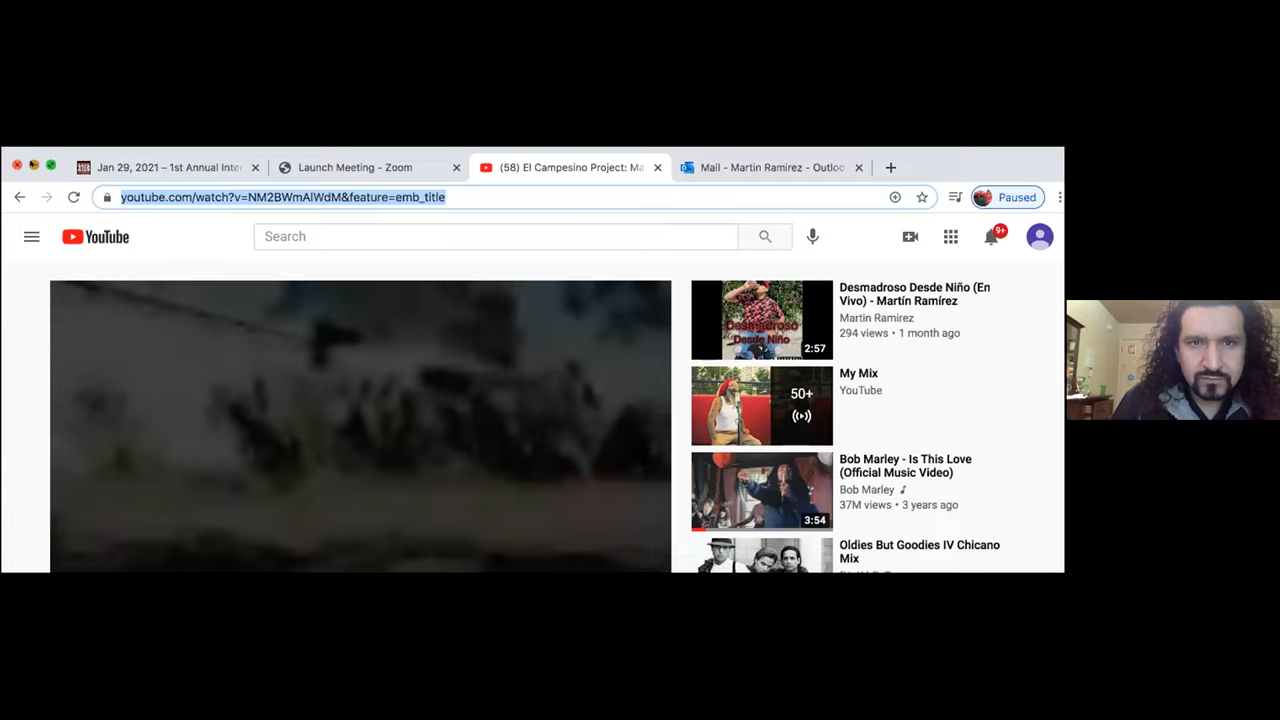 Jan 29, 2021 – 1st Annual Inter
Launch Meeting - Zoom
(58) El Campesino Project: Ma
Mail - Martin Ramirez - Outloo
youtube.com/watch?v=NM2BWmAlWdM&feature=emb_title
Paused
YouTube
Search
9+
Desmadroso
Desde Niño
2:57
Desmadroso Desde Niño (En
Vivo) - Martín Ramírez
Martin Ramirez
294 views • 1 month ago
50+
My Mix
YouTube
3:54
Bob Marley - Is This Love
(Official Music Video)
Bob Marley
37M views • 3 years ago
Oldies But Goodies IV Chicano
Mix